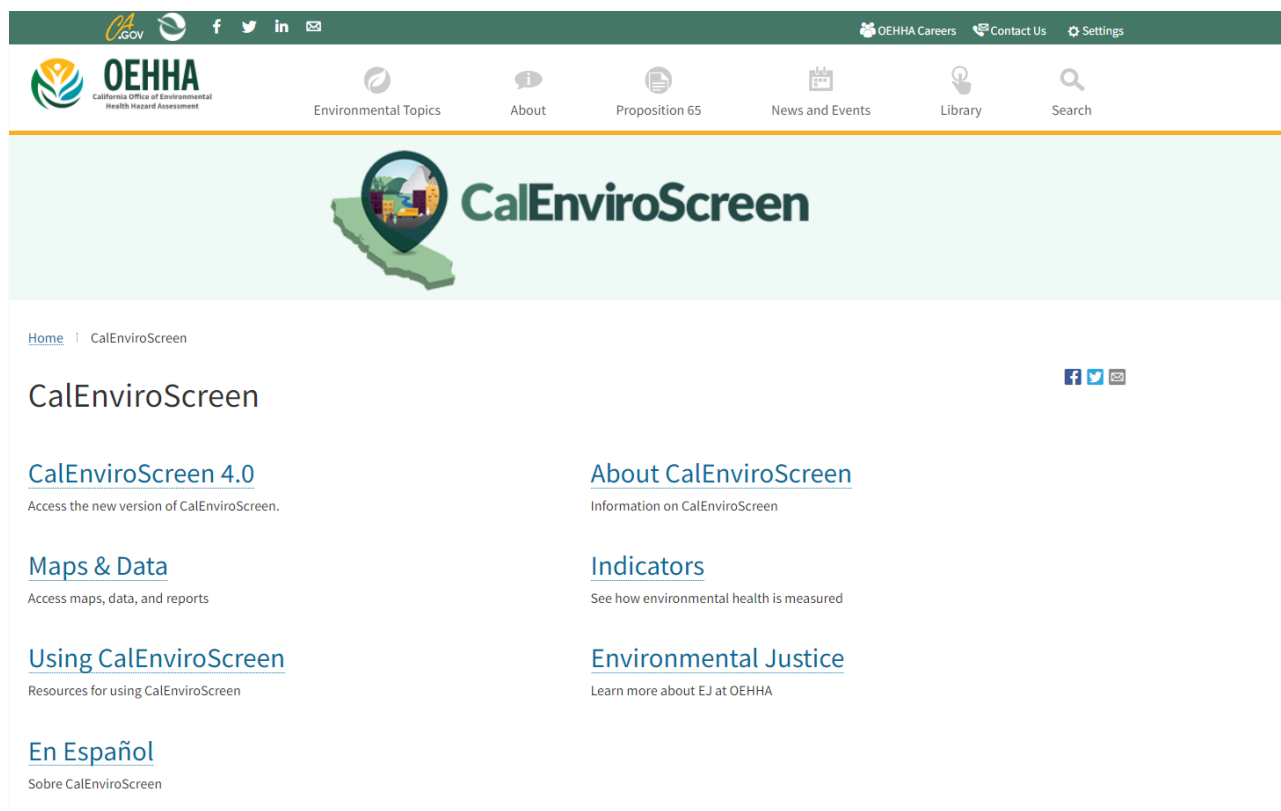 CA.gov
OEHHA Careers Contact Us Settings
OEHHA
California Office of Environmental
Health Hazard Assessment
Environmental Topics About Proposition 65 News and Events Library Search
CalEnviroScreen
Home CalEnviroScreen
CalEnviroScreen
CalEnviroScreen 4.0
Access the new version of CalEnviroScreen.
About CalEnviroScreen
Information on CalEnviroScreen
Maps & Data
Access maps, data, and reports
Indicators
See how environmental health is measured
Using CalEnviroScreen
Resources for using CalEnviroScreen
Environmental Justice
Learn more about EJ at OEHHA
En Español
Sobre CalEnviroScreen